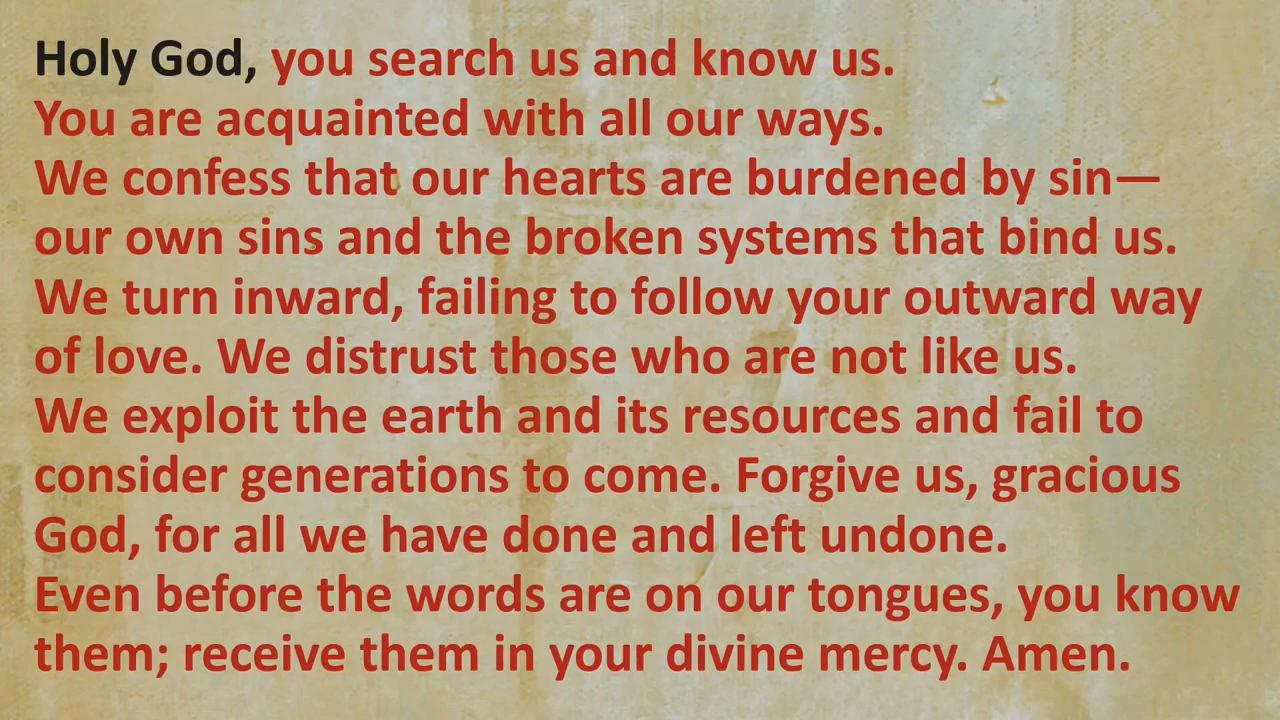 Holy God, you search us and know us.
You are acquainted with all our ways.
We confess that our hearts are burdened by sin—
our own sins and the broken systems that bind us.
We turn inward, failing to follow your outward way
of love. We distrust those who are not like us.
We exploit the earth and its resources and fail to
consider generations to come. Forgive us, gracious
God, for all we have done and left undone.
Even before the words are on our tongues, you know
them; receive them in your divine mercy. Amen.